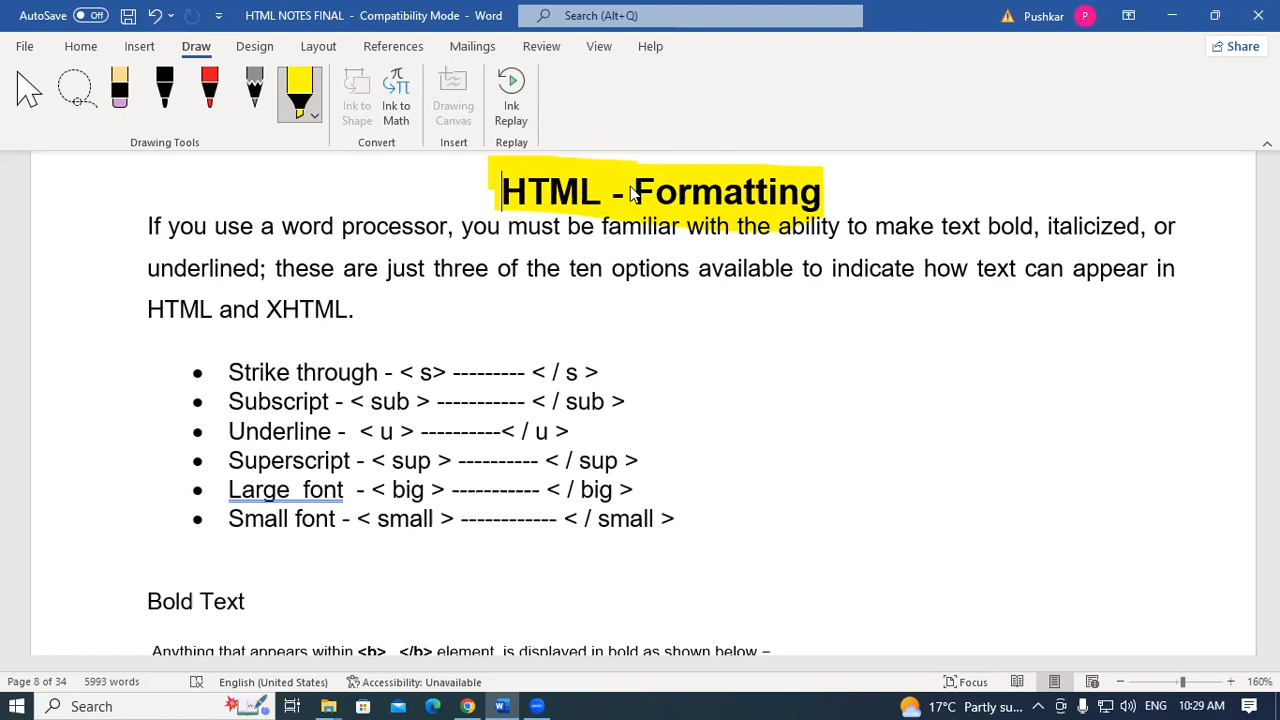 AutoSave Off HTML NOTES FINAL - Compatibility Mode - Word Search (Alt+Q) Pushkar P
File Home Insert Draw Design Layout References Mailings Review View Help Share
Ink to Shape Ink to Math Drawing Canvas Ink Replay
Drawing Tools Convert Insert Replay
HTML - Formatting
If you use a word processor, you must be familiar with the ability to make text bold, italicized, or
underlined; these are just three of the ten options available to indicate how text can appear in
HTML and XHTML.
• Strike through - < s> --------- < / s >
• Subscript - < sub > ----------- < / sub >
• Underline - < u > ----------< / u >
• Superscript - < sup > ---------- < / sup >
• Large font - < big > ----------- < / big >
• Small font - < small > ------------ < / small >
Bold Text
Anything that appears within <b>...</b> element, is displayed in bold as shown below −
Page 8 of 34 5993 words English (United States) Accessibility: Unavailable Focus 160%
Search 17°C Partly su... ENG 10:29 AM